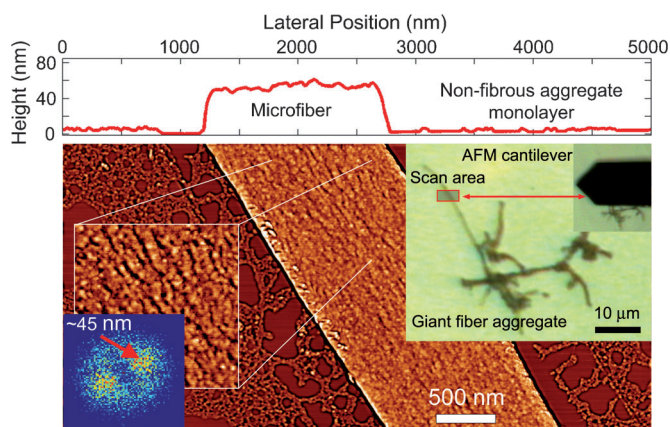 Lateral Position (nm)
0 1000 2000 3000 4000 5000
Height (nm)
80
40
0
Microfiber
Non-fibrous aggregate
monolayer
AFM cantilever
Scan area
~45 nm
Giant fiber aggregate
10 μm
500 nm